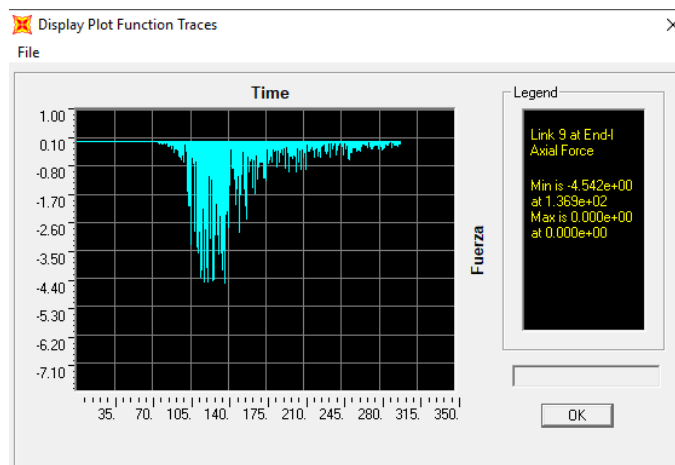 Display Plot Function Traces
File
Time
Legend
1.00
0.10
-0.80
-1.70
-2.60
-3.50
-4.40
-5.30
-6.20
-7.10
35. 70. 105. 140. 175. 210. 245. 280. 315. 350.
Fuerza
Link 9 at End-I
Axial Force
Min is -4.542e+00
at 1.369e+02
Max is 0.000e+00
at 0.000e+00
OK